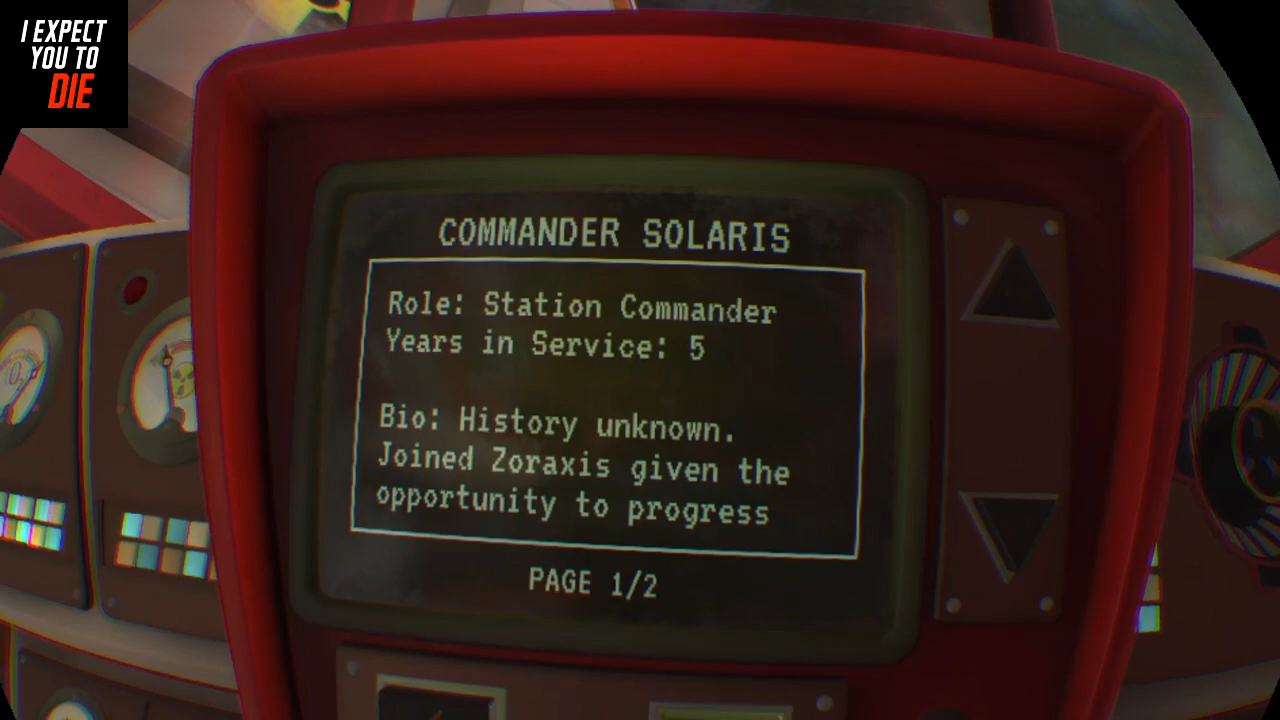 I EXPECT
YOU TO
DIE
COMMANDER SOLARIS
Role: Station Commander
Years in Service: 5
Bio: History unknown.
Joined Zoraxis given the
opportunity to progress
PAGE 1/2